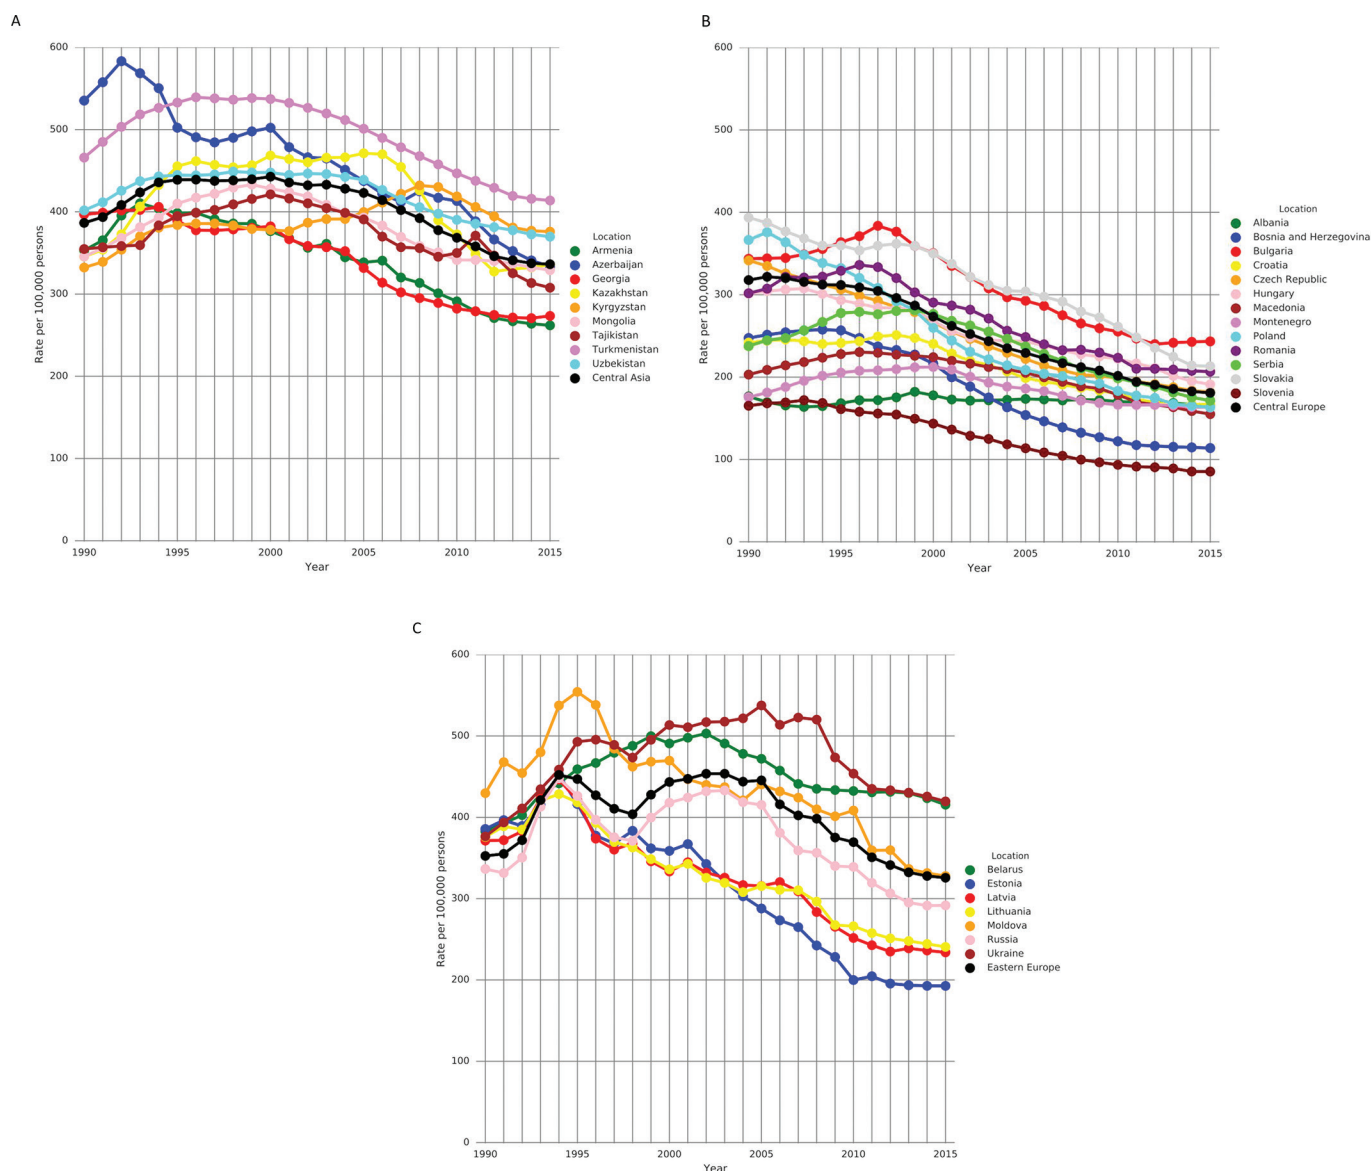 A
600
500
400
300
200
100
0
Rate per 100,000 persons
1990 1995 2000 2005 2010 2015
Year
Location
Armenia
Azerbaijan
Georgia
Kazakhstan
Kyrgyzstan
Mongolia
Tajikistan
Turkmenistan
Uzbekistan
Central Asia
B
600
500
400
300
200
100
0
Rate per 100,000 persons
1990 1995 2000 2005 2010 2015
Year
Location
Albania
Bosnia and Herzegovina
Bulgaria
Croatia
Czech Republic
Hungary
Macedonia
Montenegro
Poland
Romania
Serbia
Slovakia
Slovenia
Central Europe
C
600
500
400
300
200
100
0
Rate per 100,000 persons
1990 1995 2000 2005 2010 2015
Year
Location
Belarus
Estonia
Latvia
Lithuania
Moldova
Russia
Ukraine
Eastern Europe